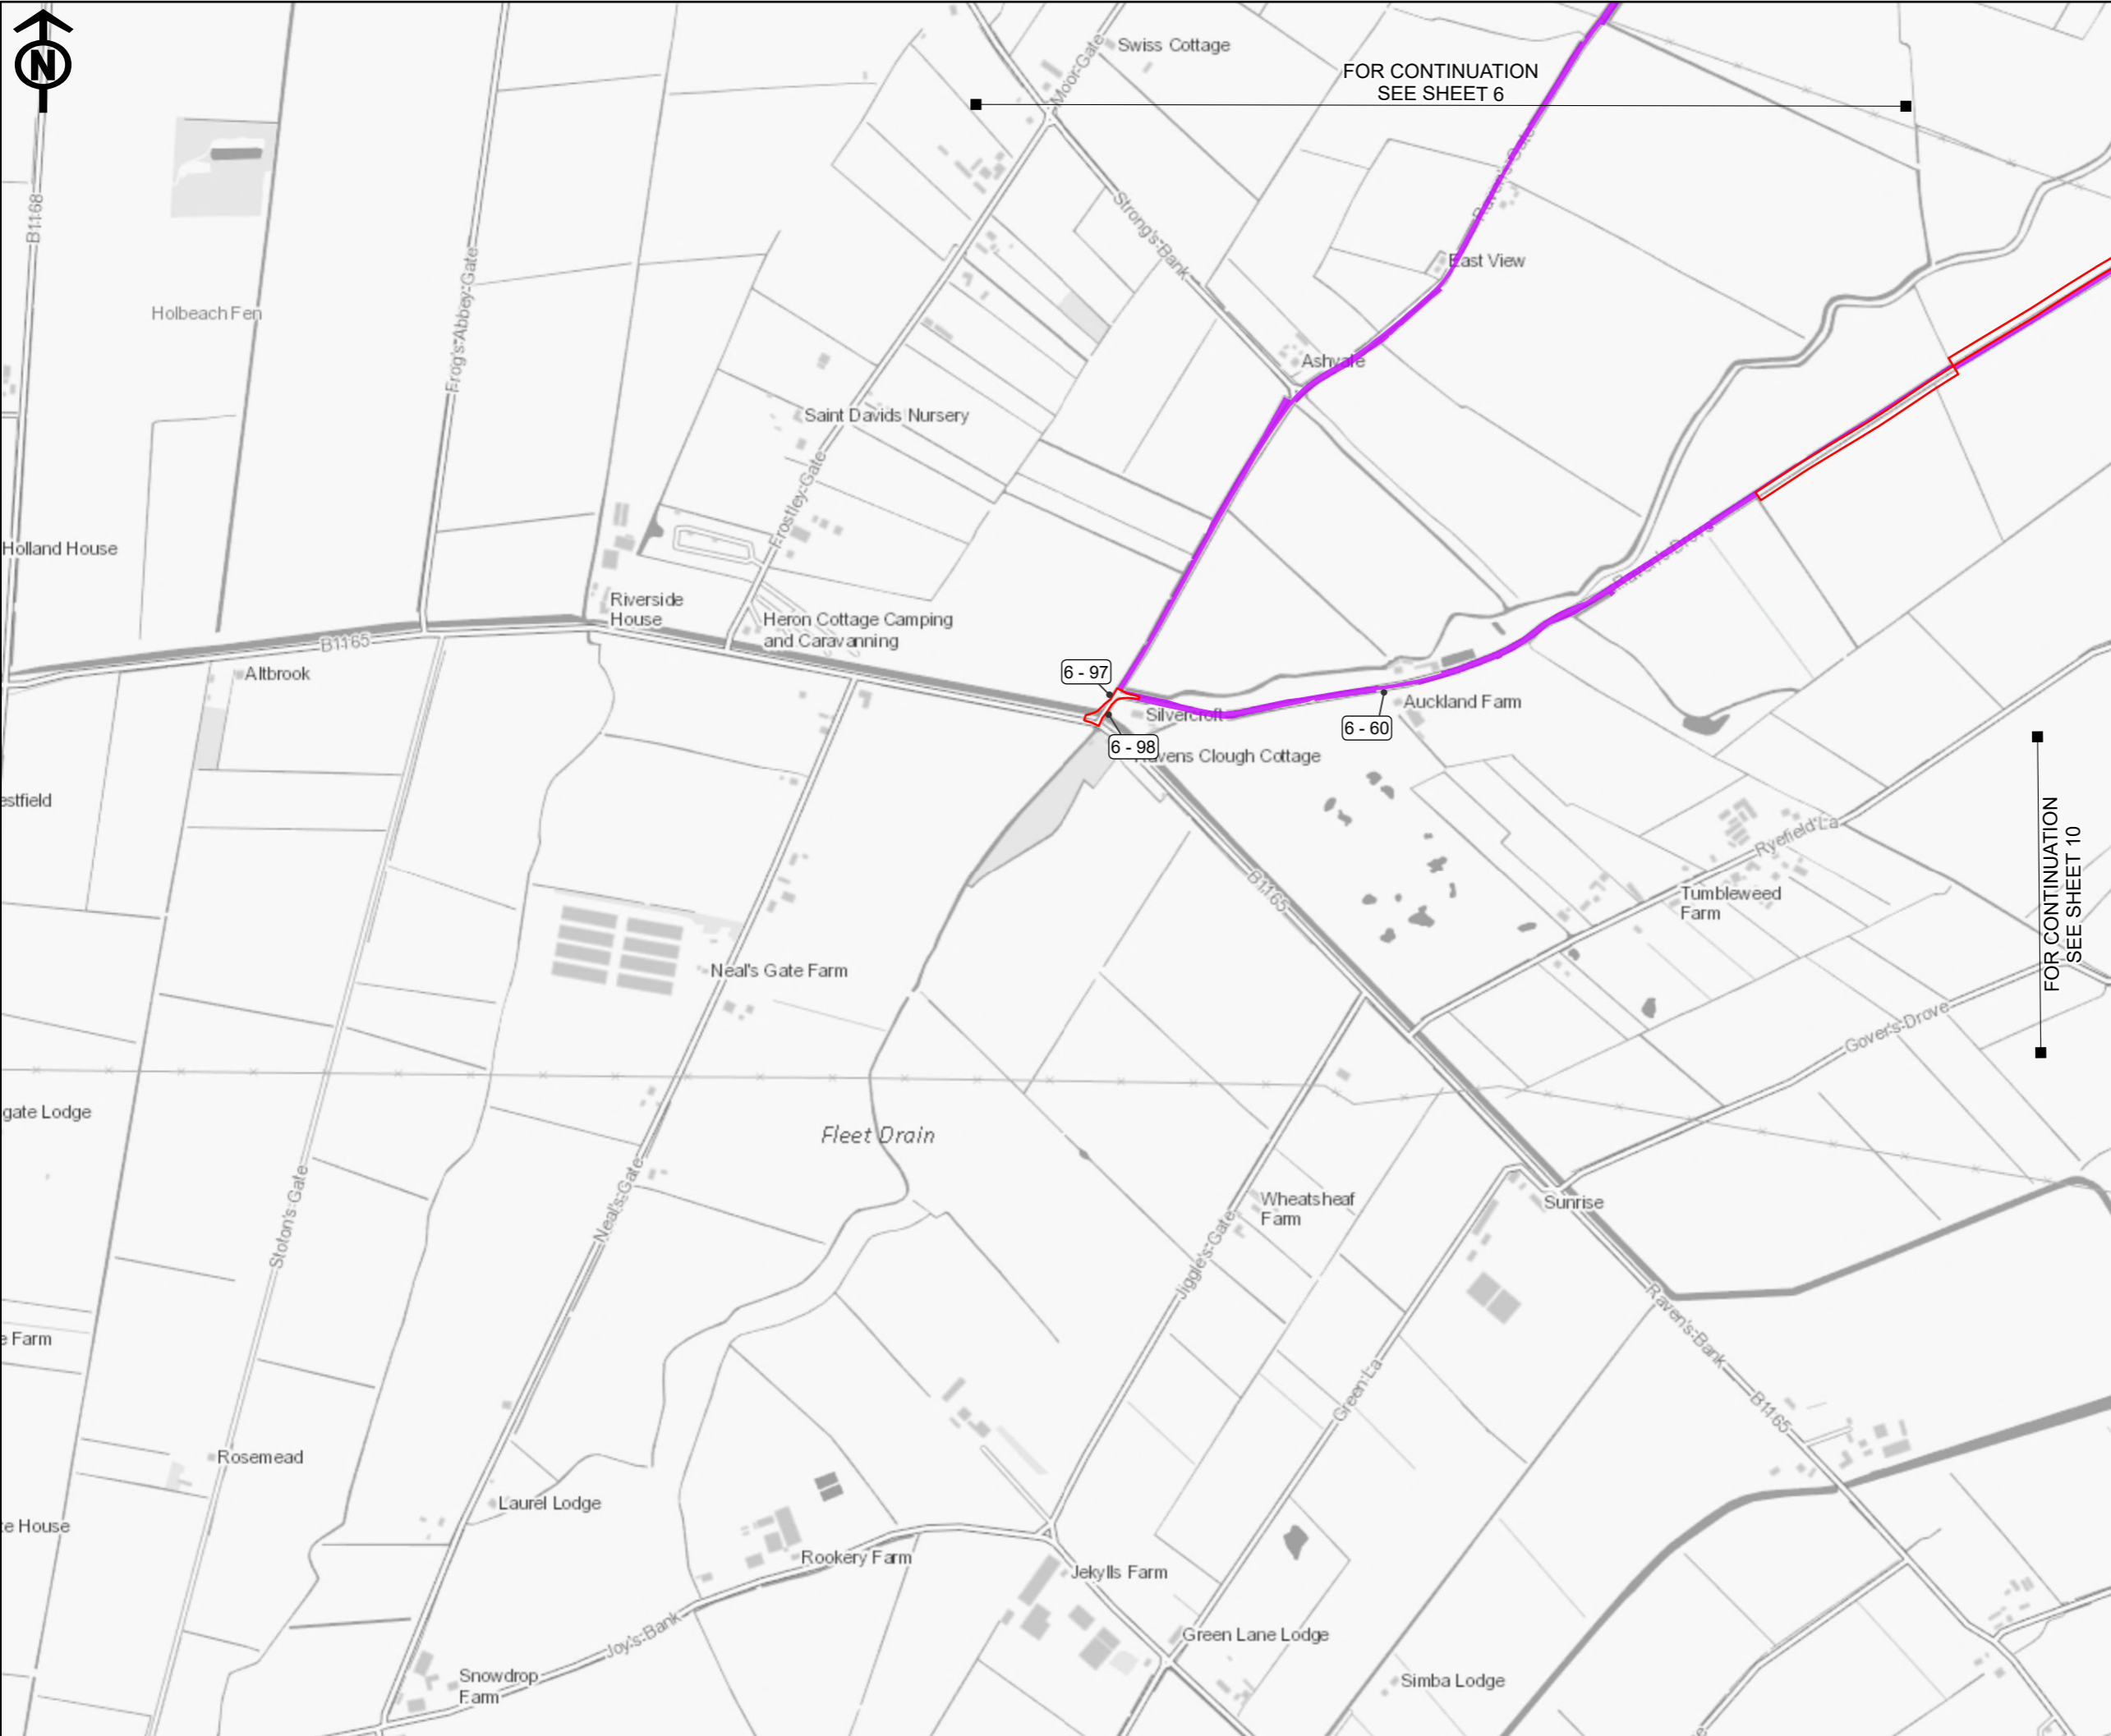 N
Swiss Cottage
Moor Gate
FOR CONTINUATION
SEE SHEET 6
B1168
Strong's Bank
East View
Holbeach Fen
Frog's Abbey Gate
Ashvale
Saint Davids Nursery
Frostley Gate
Holland House
Riverside
House
Heron Cottage Camping
and Caravanning
B1165
Altbrook
6 - 97
Silvercroft
Auckland Farm
6 - 60
6 - 98
Ravens Clough Cottage
estfield
Ryefield La
FOR CONTINUATION
SEE SHEET 10
B1165
Tumbleweed
Farm
Neal's Gate Farm
Gover's Drove
gate Lodge
Fleet Drain
Stoton's Gate
Neal's Gate
Wheatsheaf
Farm
Sunrise
Jiggle's Gate
Raven's Bank
e Farm
Green La
B1165
Rosemead
Laurel Lodge
te House
Rookery Farm
Jekylls Farm
Joy's Bank
Green Lane Lodge
Snowdrop
Farm
Simba Lodge